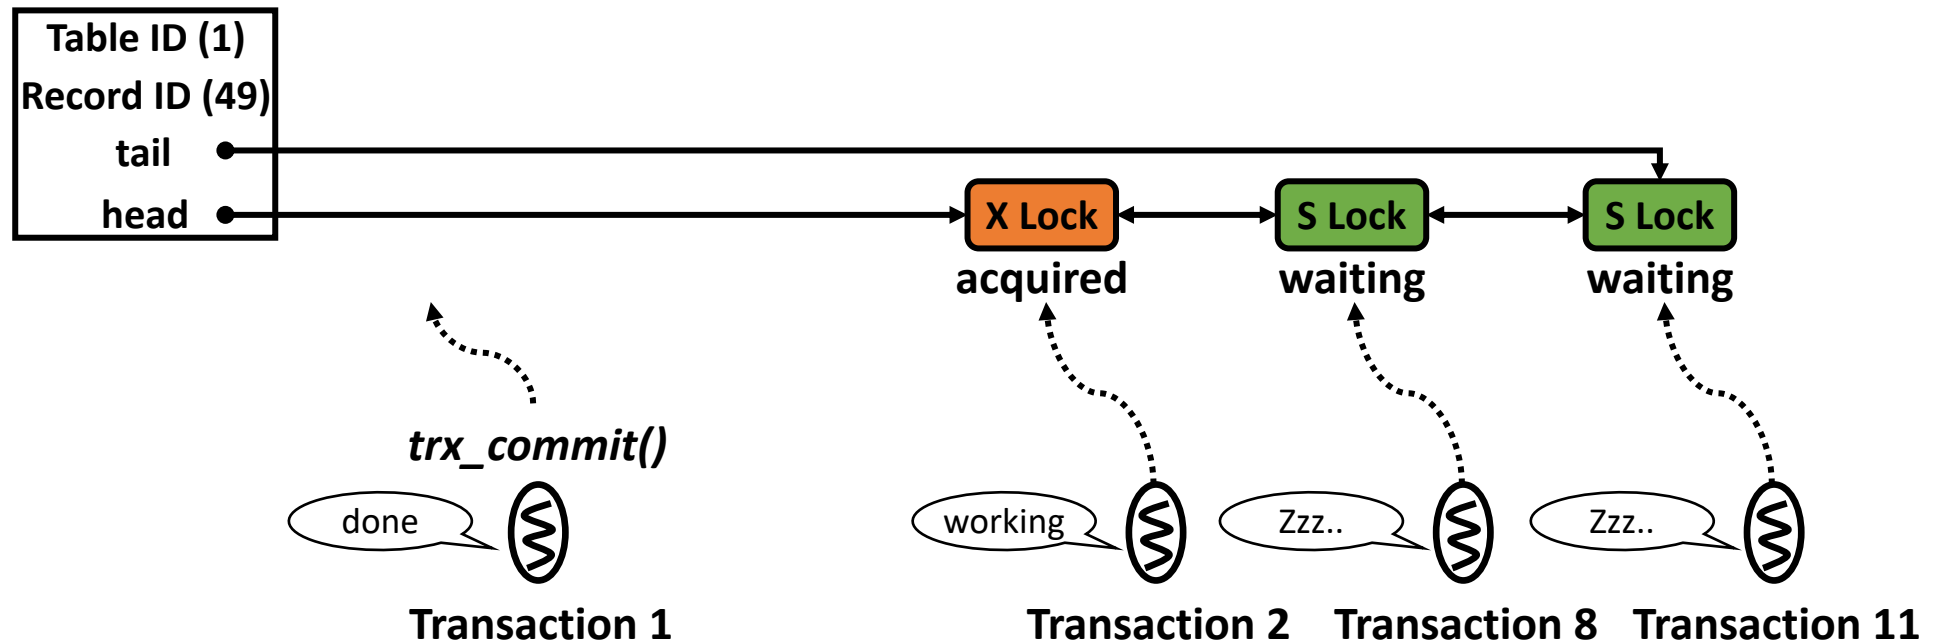 Table ID (1)
Record ID (49)
tail
head
X Lock
S Lock
S Lock
acquired
waiting
waiting
trx_commit()
done
working
Zzz..
Zzz..
Transaction 1
Transaction 2
Transaction 8
Transaction 11